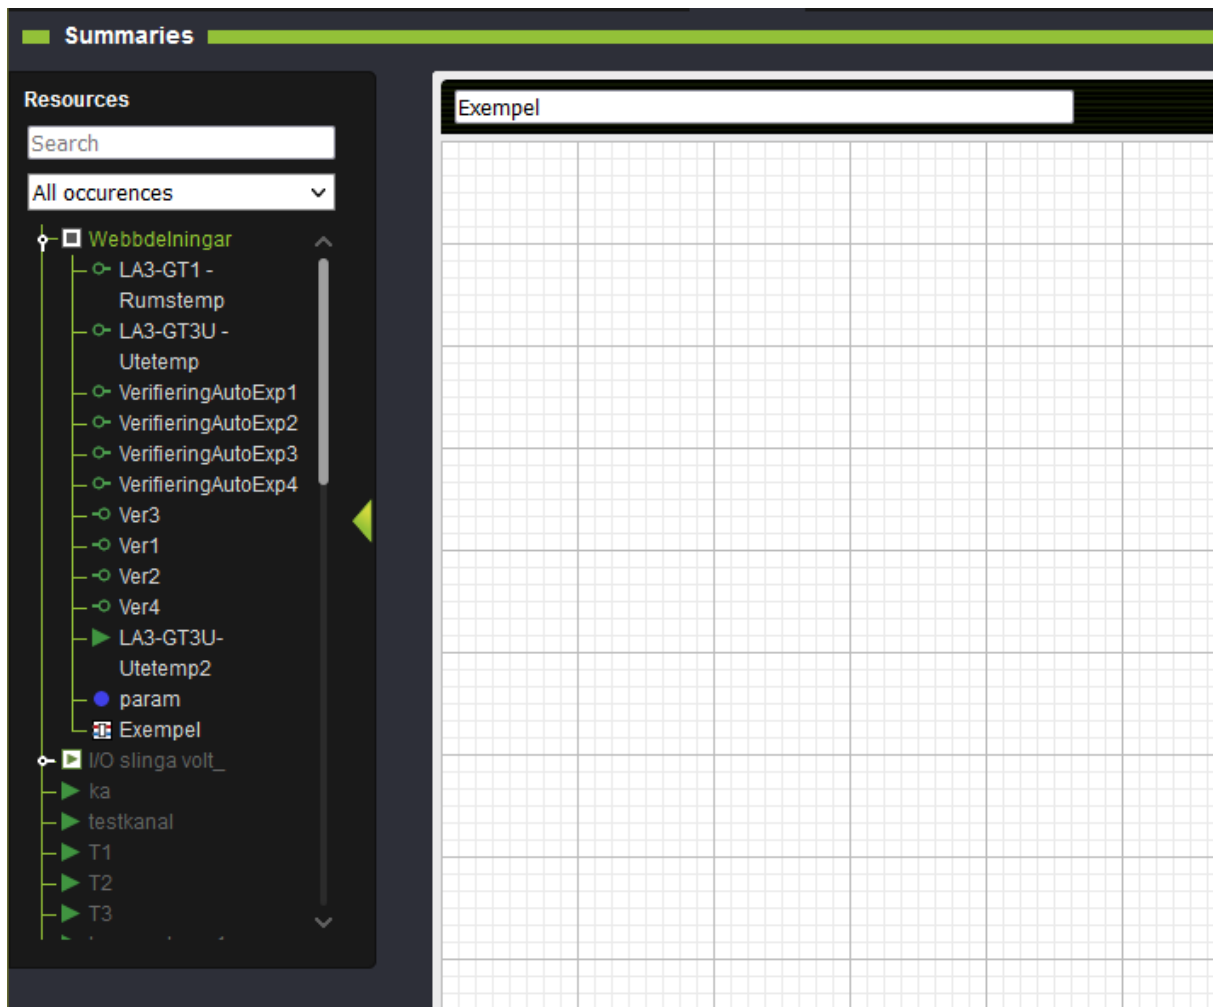 Summaries
Resources
Search
All occurences
Webbdelningar
LA3-GT1 -
Rumstemp
LA3-GT3U -
Utetemp
VerifieringAutoExp1
VerifieringAutoExp2
VerifieringAutoExp3
VerifieringAutoExp4
Ver3
Ver1
Ver2
Ver4
LA3-GT3U-
Utetemp2
param
Exempel
I/O slinga volt_
ka
testkanal
T1
T2
T3
Exempel